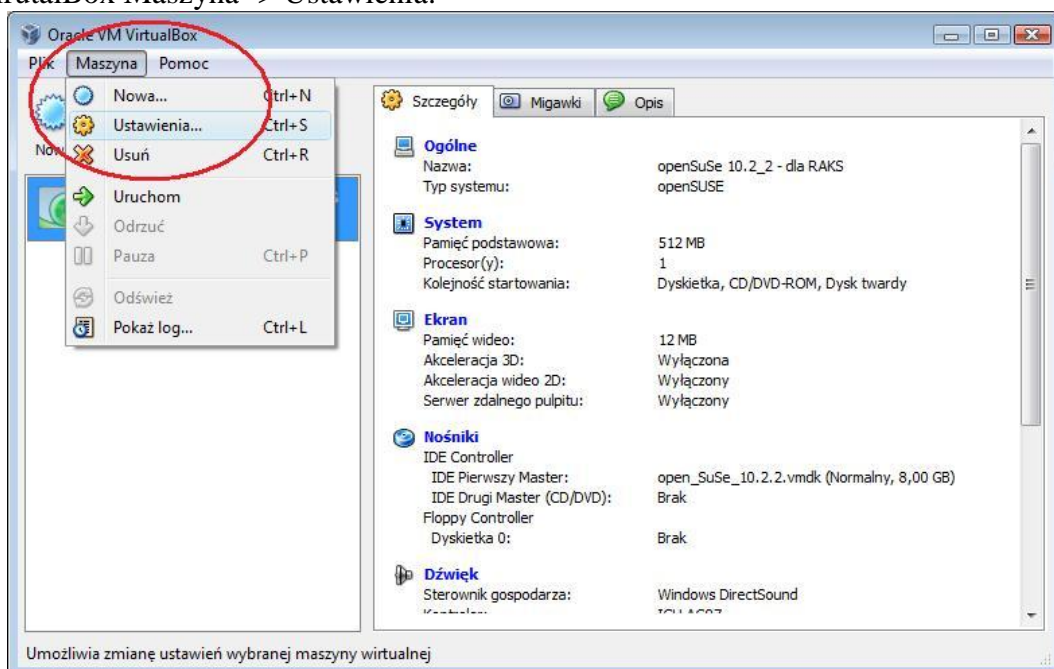 Maszyna -> Ustawienia.
Oracle VM VirtualBox
Plik Maszyna Pomoc
Nowa... Ctrl+N
Ustawienia... Ctrl+S
Usuń Ctrl+R
Uruchom
Odrzuć
Pauza Ctrl+P
Odśwież
Pokaż log... Ctrl+L
Szczegóły Migawki Opis
Ogólne
Nazwa: openSuSe 10.2_2 - dla RAKS
Typ systemu: openSUSE
System
Pamięć podstawowa: 512 MB
Procesor(y): 1
Kolejność startowania: Dyskietka, CD/DVD-ROM, Dysk twardy
Ekran
Pamięć wideo: 12 MB
Akceleracja 3D: Wyłączona
Akceleracja wideo 2D: Wyłączony
Serwer zdalnego pulpitu: Wyłączony
Nośniki
IDE Controller
IDE Pierwszy Master: open_SuSe_10.2.2.vmdk (Normalny, 8,00 GB)
IDE Drugi Master (CD/DVD): Brak
Floppy Controller
Dyskietka 0: Brak
Dźwięk
Sterownik gospodarza: Windows DirectSound
Umożliwia zmianę ustawień wybranej maszyny wirtualnej